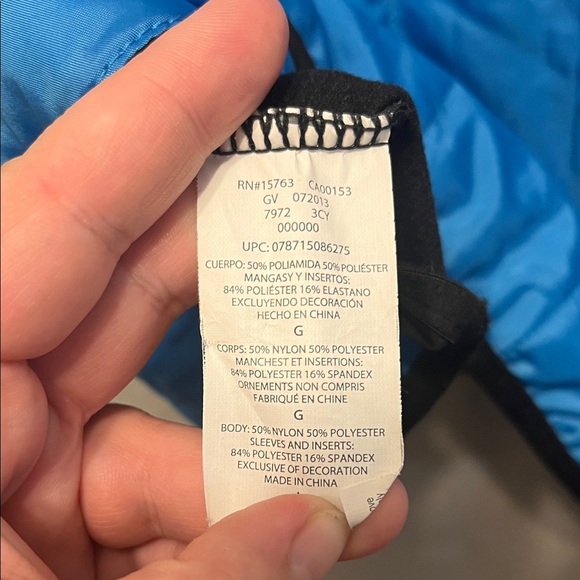 RN#15763 CA00153
GV 072013
7972 3CY
000000
UPC: 078715086275
CUERPO: 50% POLIAMIDA 50% POLIÉSTER
MANGASY Y INSERTOS:
84% POLIÉSTER 16% ELASTANO
EXCLUYENDO DECORACIÓN
HECHO EN CHINA
G
CORPS: 50% NYLON 50% POLYESTER
MANCHEST ET INSERTIONS:
84% POLYESTER 16% SPANDEX
ORNEMENTS NON COMPRIS
FABRIQUÉ EN CHINE
G
BODY: 50% NYLON 50% POLYESTER
SLEEVES AND INSERTS:
84% POLYESTER 16% SPANDEX
EXCLUSIVE OF DECORATION
MADE IN CHINA